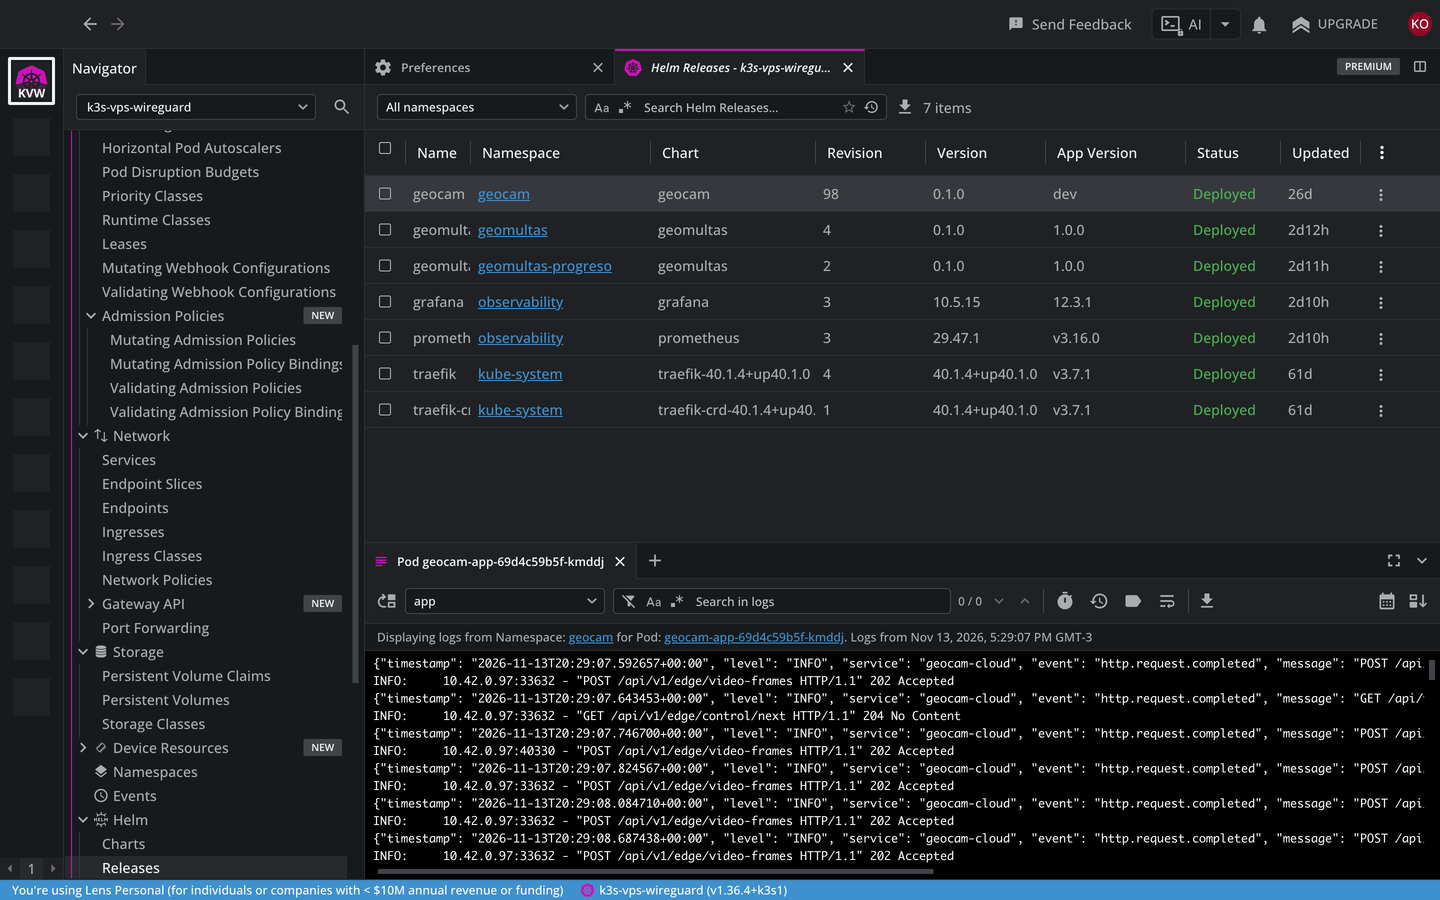 Send Feedback
AI
UPGRADE
KO
KVW
Navigator
Preferences
Helm Releases - k3s-vps-wiregu...
PREMIUM
k3s-vps-wireguard
All namespaces
Aa .* Search Helm Releases...
7 items
Horizontal Pod Autoscalers
Pod Disruption Budgets
Priority Classes
Runtime Classes
Leases
Mutating Webhook Configurations
Validating Webhook Configurations
Admission Policies NEW
Mutating Admission Policies
Mutating Admission Policy Bindings
Validating Admission Policies
Validating Admission Policy Binding
Network
Services
Endpoint Slices
Endpoints
Ingresses
Ingress Classes
Network Policies
Gateway API NEW
Port Forwarding
Storage
Persistent Volume Claims
Persistent Volumes
Storage Classes
Device Resources NEW
Namespaces
Events
HELM Helm
Charts
Releases
1
Name Namespace Chart Revision Version App Version Status Updated
geocam geocam geocam 98 0.1.0 dev Deployed 26d
geomulta geomultas geomultas 4 0.1.0 1.0.0 Deployed 2d12h
geomulta geomultas-progreso geomultas 2 0.1.0 1.0.0 Deployed 2d11h
grafana observability grafana 3 10.5.15 12.3.1 Deployed 2d10h
prometh observability prometheus 3 29.47.1 v3.16.0 Deployed 2d10h
traefik kube-system traefik-40.1.4+up40.1.0 4 40.1.4+up40.1.0 v3.7.1 Deployed 61d
traefik-cr kube-system traefik-crd-40.1.4+up40. 1 40.1.4+up40.1.0 v3.7.1 Deployed 61d
Pod geocam-app-69d4c59b5f-kmddj
app
Aa .* Search in logs
0 / 0
Displaying logs from Namespace: geocam for Pod: geocam-app-69d4c59b5f-kmddj. Logs from Nov 13, 2026, 5:29:07 PM GMT-3
{"timestamp": "2026-11-13T20:29:07.592657+00:00", "level": "INFO", "service": "geocam-cloud", "event": "http.request.completed", "message": "POST /api.
INFO: 10.42.0.97:33632 - "POST /api/v1/edge/video-frames HTTP/1.1" 202 Accepted
{"timestamp": "2026-11-13T20:29:07.643453+00:00", "level": "INFO", "service": "geocam-cloud", "event": "http.request.completed", "message": "GET /api/
INFO: 10.42.0.97:33632 - "GET /api/v1/edge/control/next HTTP/1.1" 204 No Content
{"timestamp": "2026-11-13T20:29:07.746700+00:00", "level": "INFO", "service": "geocam-cloud", "event": "http.request.completed", "message": "POST /api.
INFO: 10.42.0.97:40330 - "POST /api/v1/edge/video-frames HTTP/1.1" 202 Accepted
{"timestamp": "2026-11-13T20:29:07.824567+00:00", "level": "INFO", "service": "geocam-cloud", "event": "http.request.completed", "message": "POST /api.
INFO: 10.42.0.97:33632 - "POST /api/v1/edge/video-frames HTTP/1.1" 202 Accepted
{"timestamp": "2026-11-13T20:29:08.084710+00:00", "level": "INFO", "service": "geocam-cloud", "event": "http.request.completed", "message": "POST /api.
INFO: 10.42.0.97:33632 - "POST /api/v1/edge/video-frames HTTP/1.1" 202 Accepted
{"timestamp": "2026-11-13T20:29:08.687438+00:00", "level": "INFO", "service": "geocam-cloud", "event": "http.request.completed", "message": "POST /api.
INFO: 10.42.0.97:33632 - "POST /api/v1/edge/video-frames HTTP/1.1" 202 Accepted
You're using Lens Personal (for individuals or companies with < $10M annual revenue or funding)
k3s-vps-wireguard (v1.36.4+k3s1)